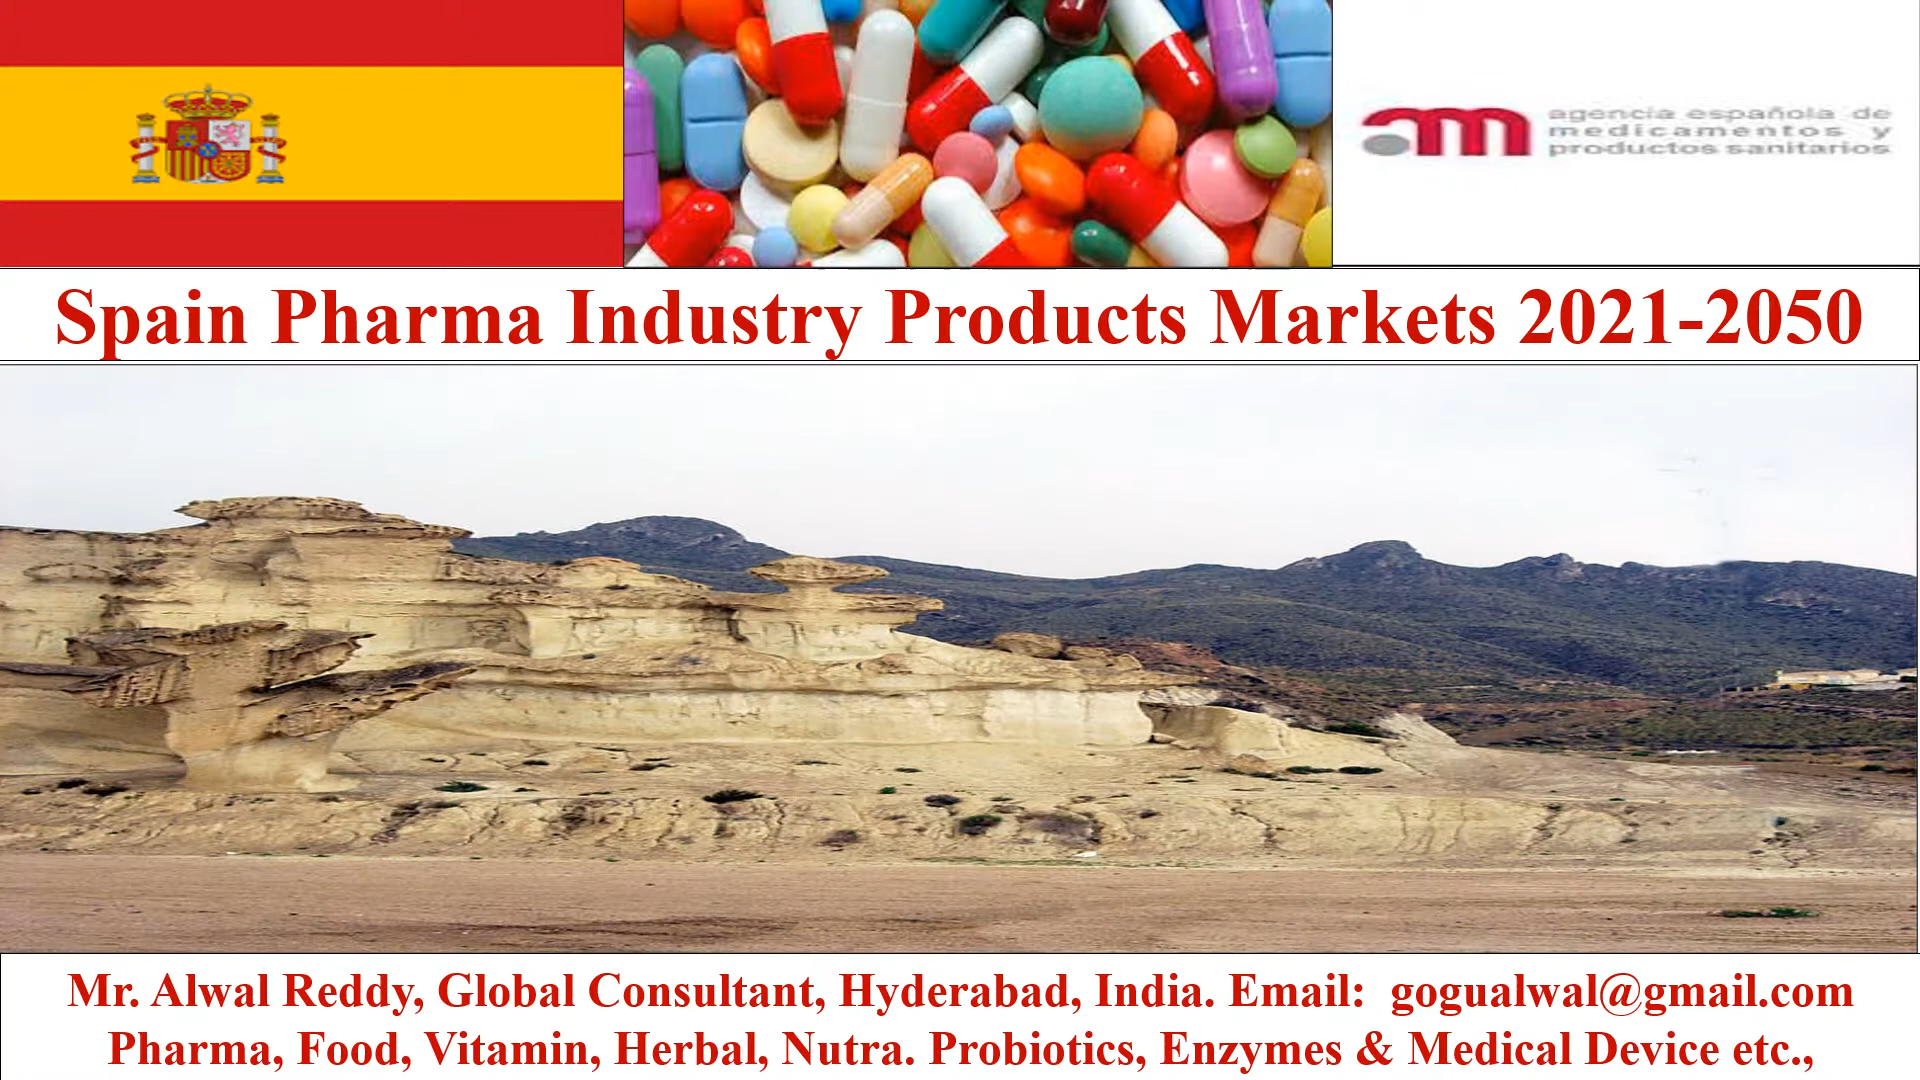 agencia española de
medicamentos y
productos sanitarios
Spain Pharma Industry Products Markets 2021-2050
Mr. Alwal Reddy, Global Consultant, Hyderabad, India. Email: gogualwal@gmail.com
Pharma, Food, Vitamin, Herbal, Nutra. Probiotics, Enzymes & Medical Device etc.,